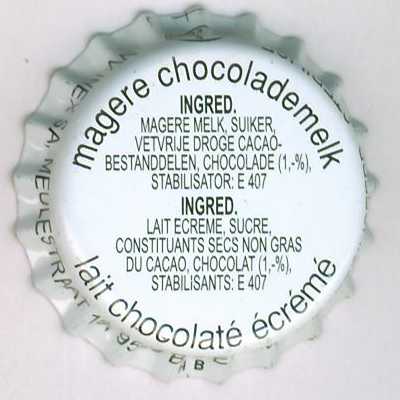 magere chocolademelk
INGRED.
MAGERE MELK, SUIKER,
VETVRIJE DROGE CACAO-
BESTANDDELEN, CHOCOLADE (1,-%),
STABILISATOR: E 407
INGRED.
LAIT ECREME, SUCRE,
CONSTITUANTS SECS NON GRAS
DU CACAO, CHOCOLAT (1,-%),
STABILISANTS: E 407
lait chocolaté écrémé
MEULESTRAAT